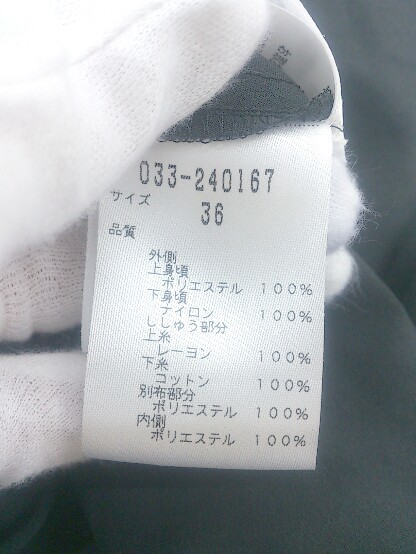 033-240167
サイズ
36
品質
外側
上身頃
ポリエステル 100%
下身頃
ナイロン 100%
ししゅう部分
上糸
レーヨン 100%
下糸
コットン 100%
別布部分
ポリエステル 100%
内側
ポリエステル 100%